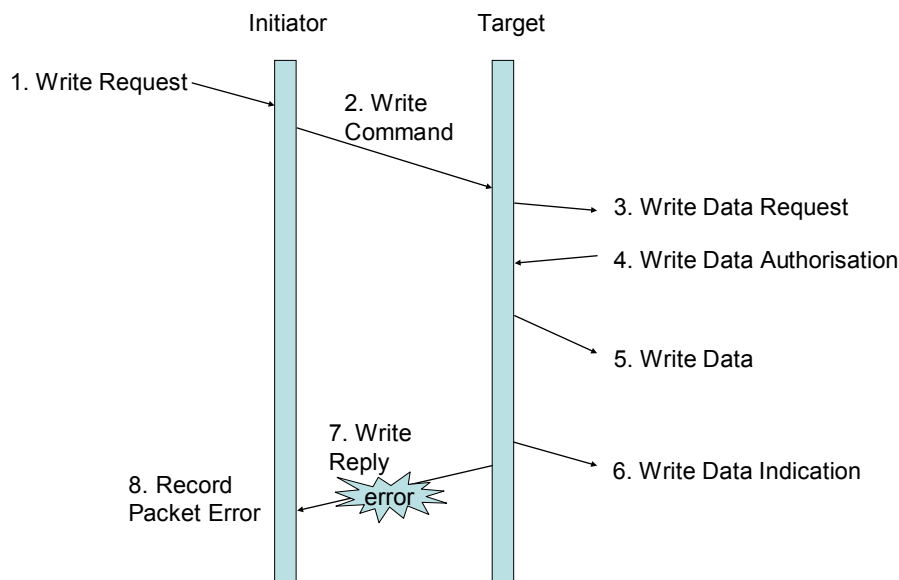 Initiator
Target
1. Write Request
2. Write
Command
3. Write Data Request
4. Write Data Authorisation
5. Write Data
7. Write
Reply
6. Write Data Indication
8. Record
Packet Error
error